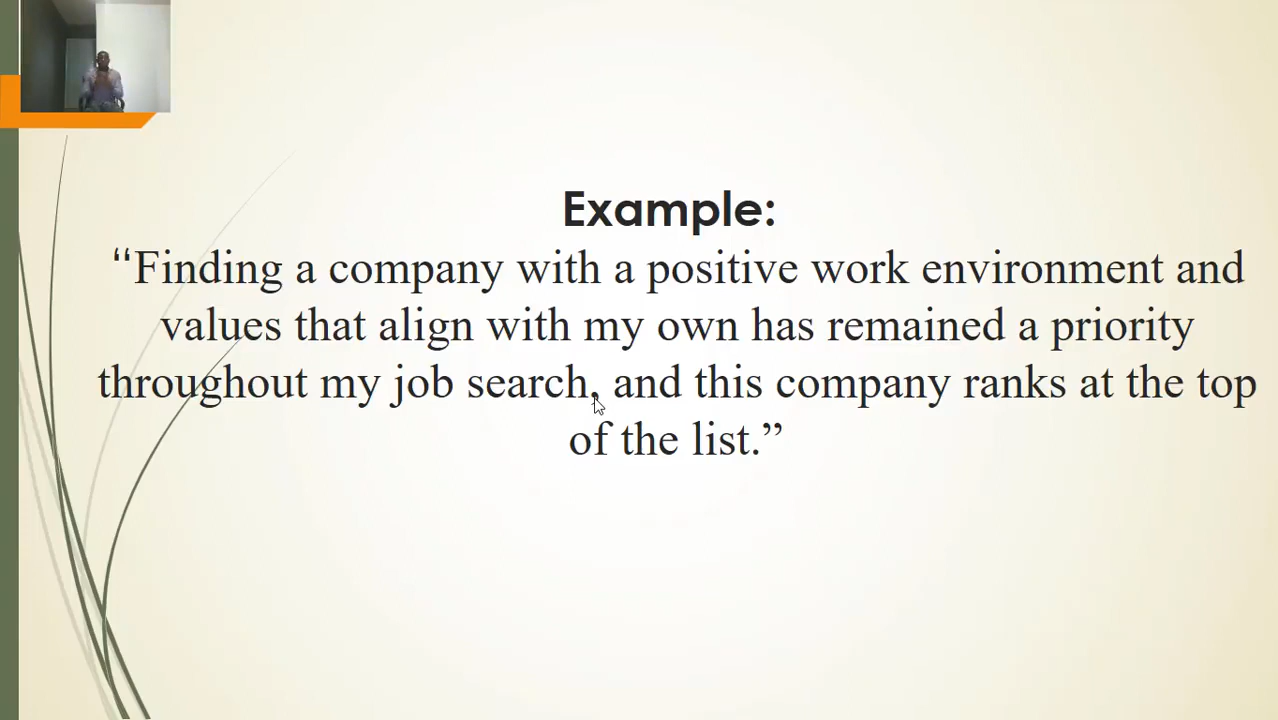 Example:
“Finding a company with a positive work environment and
values that align with my own has remained a priority
throughout my job search, and this company ranks at the top
of the list.”